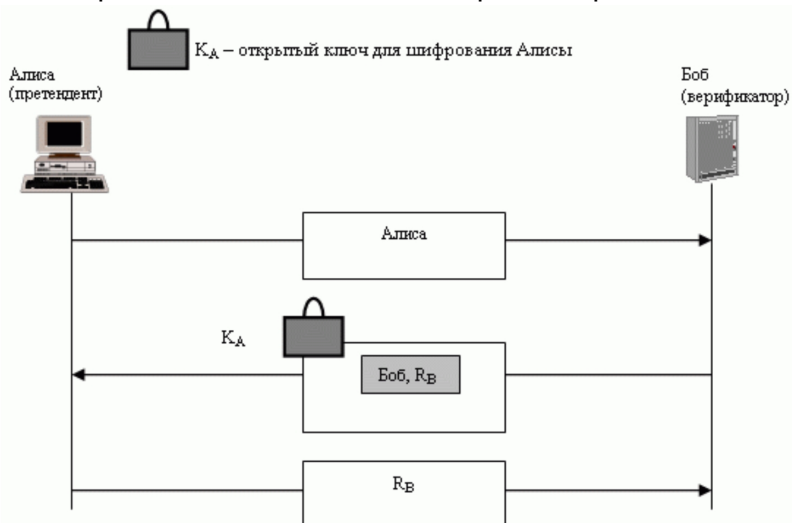 K_A – открытый ключ для шифрования Алисы
Алиса
(претендент)
Боб
(верификатор)
Алиса
K_A
Боб, R_B
R_B